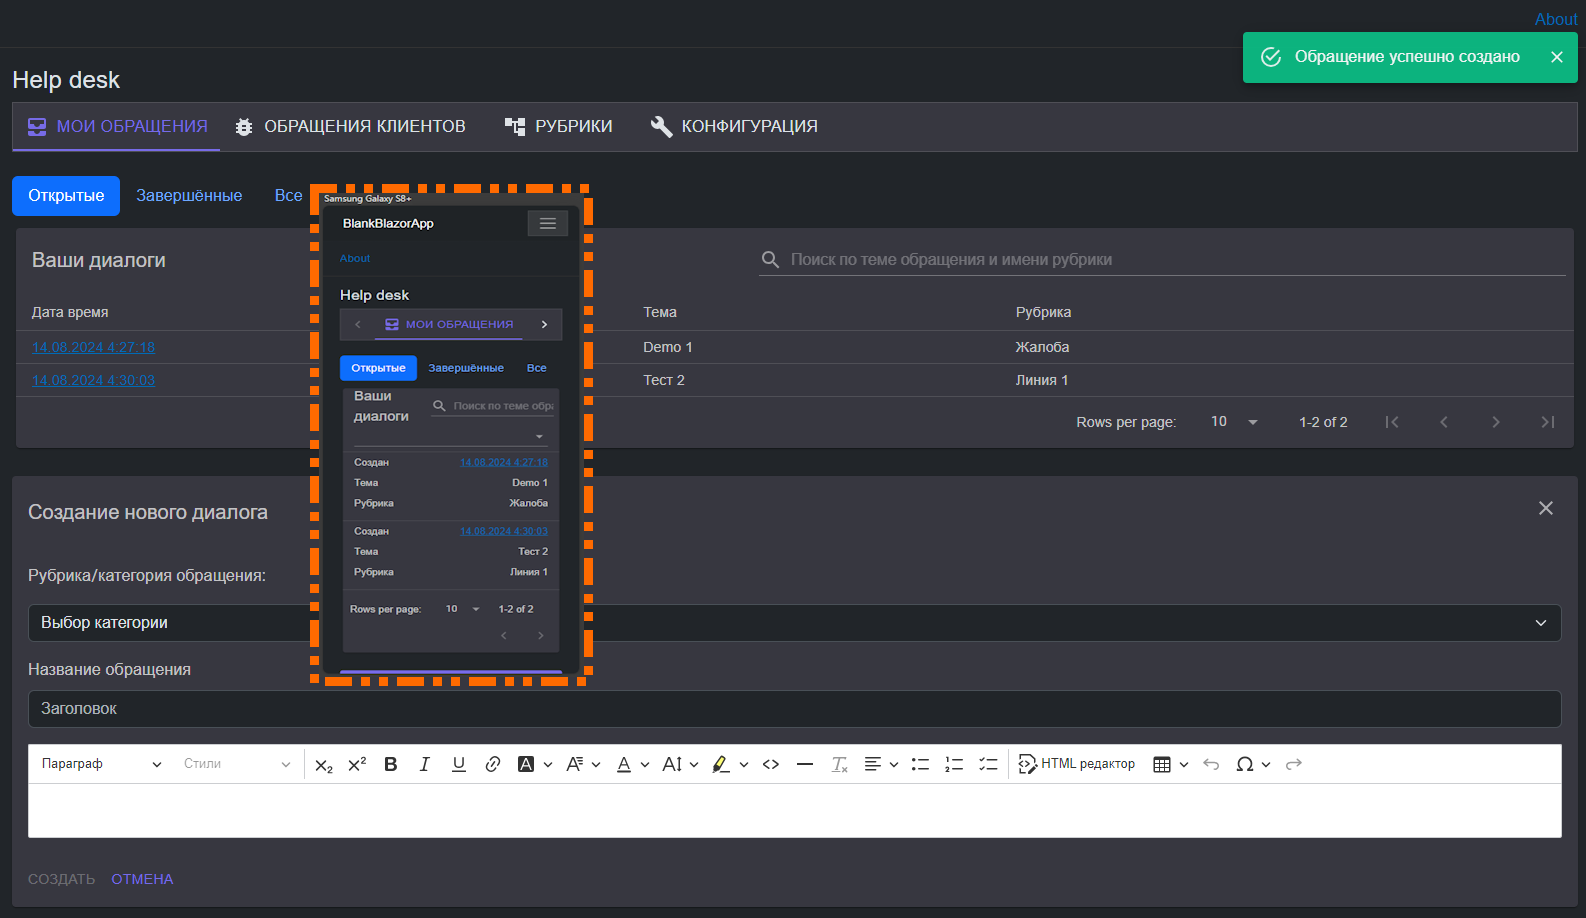 About
Обращение успешно создано
Help desk
МОИ ОБРАЩЕНИЯ
ОБРАЩЕНИЯ КЛИЕНТОВ
РУБРИКИ
КОНФИГУРАЦИЯ
Открытые
Завершённые
Все
Ваши диалоги
Поиск по теме обращения и имени рубрики
Дата время
Тема
Рубрика
14.08.2024 4:27:18
Demo 1
Жалоба
14.08.2024 4:30:03
Тест 2
Линия 1
Rows per page:
10
1-2 of 2
Samsung Galaxy S8+
BlankBlazorApp
About
Help desk
МОИ ОБРАЩЕНИЯ
Открытые
Завершённые
Все
Ваши
диалоги
Поиск по теме обра
Создан 14.08.2024 4:27:18
Тема Demo 1
Рубрика Жалоба
Создан 14.08.2024 4:30:03
Тема Тест 2
Рубрика Линия 1
Rows per page: 10 1-2 of 2
Создание нового диалога
Рубрика/категория обращения:
Выбор категории
Название обращения
Заголовок
Параграф
Стили
HTML редактор
СОЗДАТЬ
ОТМЕНА